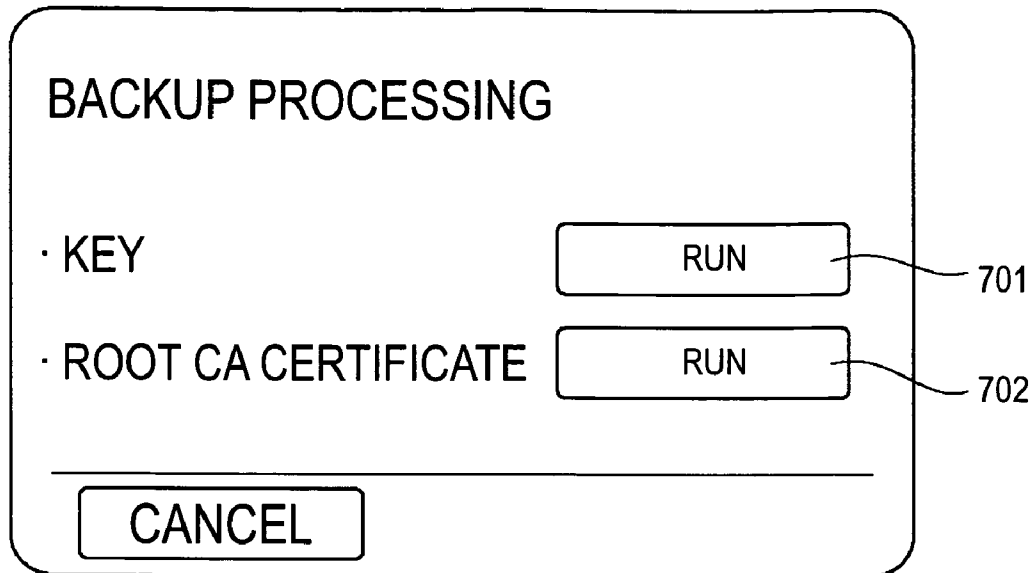 BACKUP PROCESSING
· KEY RUN 701
· ROOT CA CERTIFICATE RUN 702
CANCEL